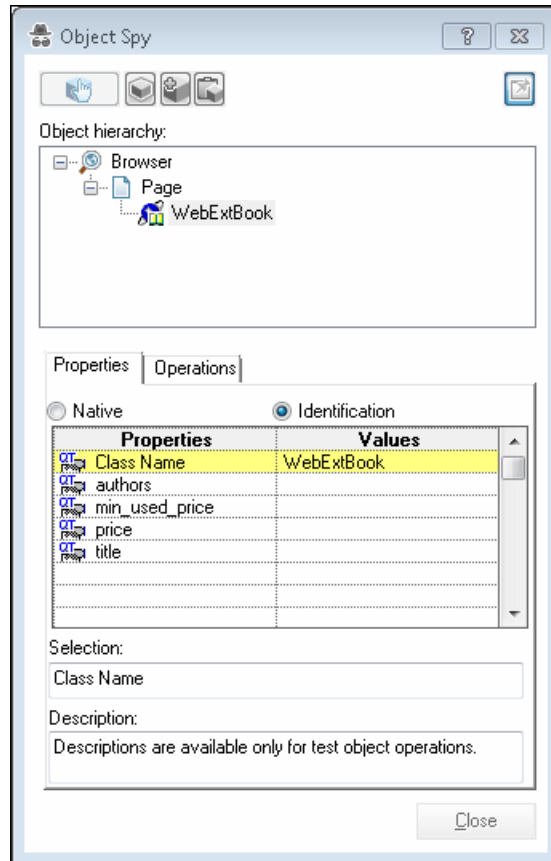 Object Spy
Object hierarchy:
Browser
Page
WebExtBook
Properties Operations
Native Identification
Properties Values
Class Name WebExtBook
authors
min_used_price
price
title
Selection:
Class Name
Description:
Descriptions are available only for test object operations.
Close